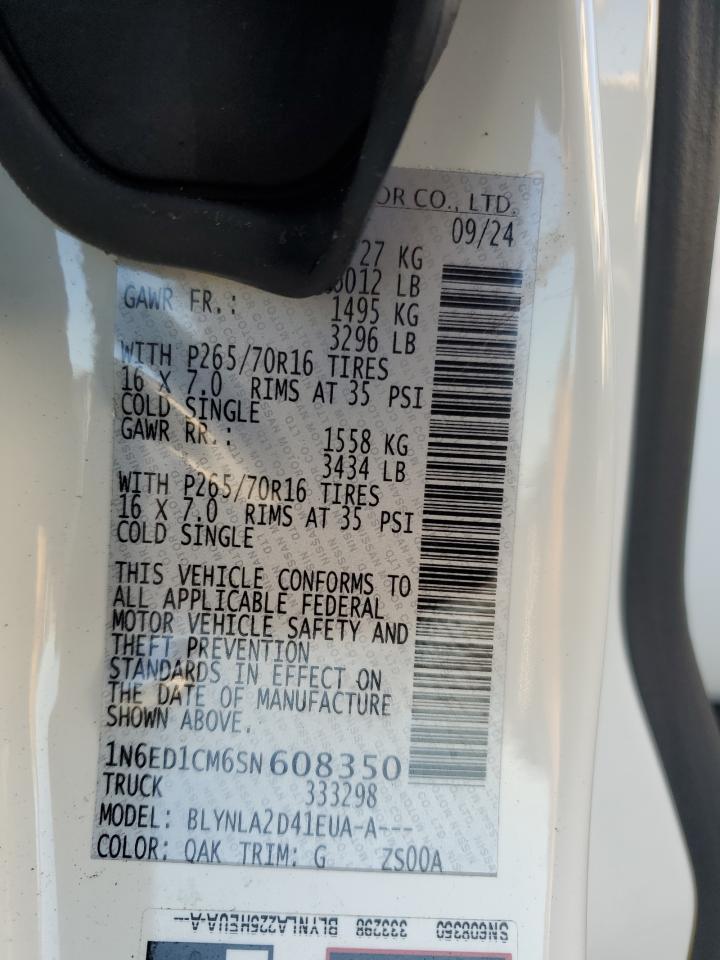 OR CO., LTD.
09/24
27 KG
6012 LB
GAWR FR.: 1495 KG
3296 LB
WITH P265/70R16 TIRES
16 X 7.0 RIMS AT 35 PSI
COLD SINGLE
GAWR RR.: 1558 KG
3434 LB
WITH P265/70R16 TIRES
16 X 7.0 RIMS AT 35 PSI
COLD SINGLE
THIS VEHICLE CONFORMS TO
ALL APPLICABLE FEDERAL
MOTOR VEHICLE SAFETY AND
THEFT PREVENTION
STANDARDS IN EFFECT ON
THE DATE OF MANUFACTURE
SHOWN ABOVE.
1N6ED1CM6SN608350
TRUCK 333298
MODEL: BLYNLA2D41EUA-A---
COLOR: QAK TRIM: G ZS00A
SN608350 333298 BLYNLA225HEUA-A---